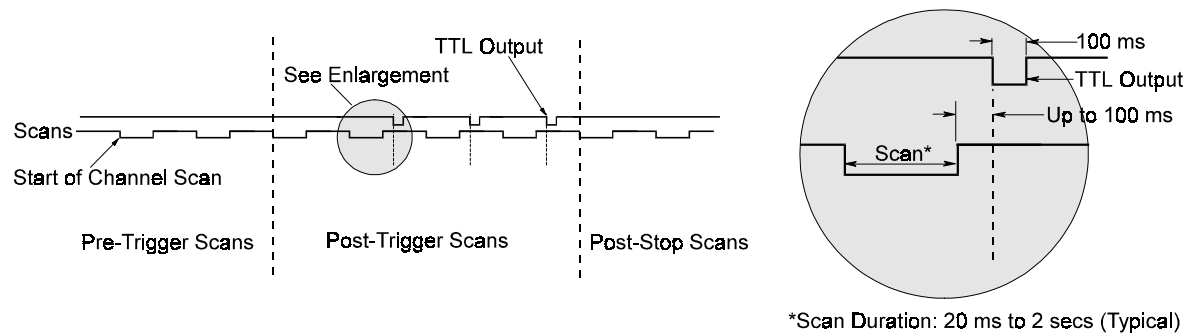 TTL Output
See Enlargement
Scans
Start of Channel Scan
Pre-Trigger Scans
Post-Trigger Scans
Post-Stop Scans
100 ms
TTL Output
Up to 100 ms
Scan*
*Scan Duration: 20 ms to 2 secs (Typical)